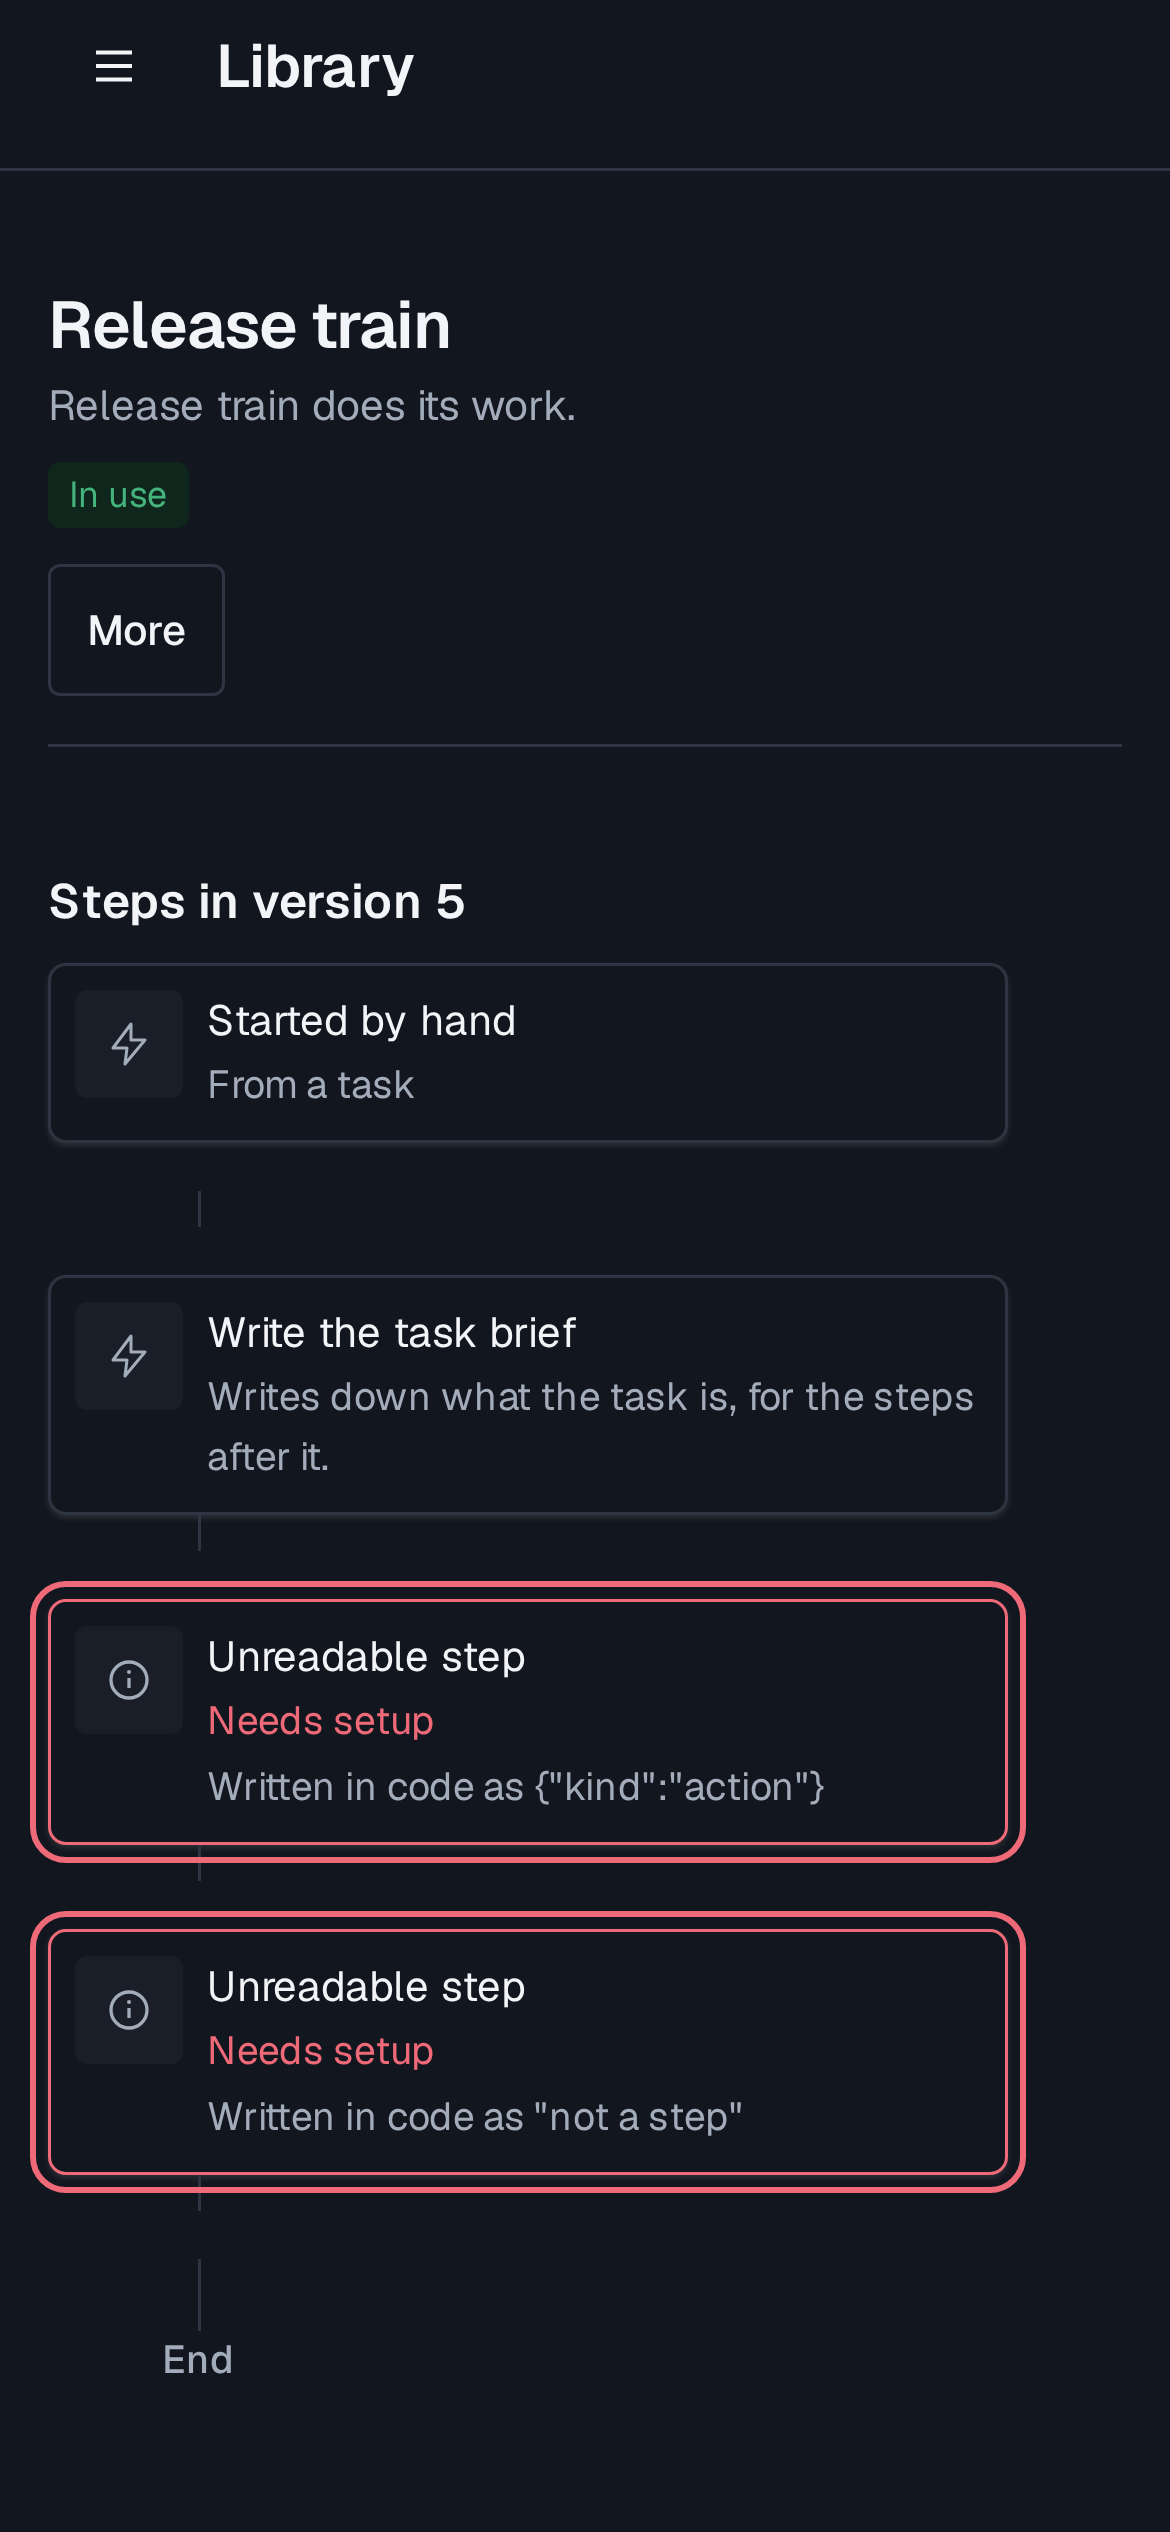 Library
Release train
Release train does its work.
In use
More
Steps in version 5
Started by hand
From a task
Write the task brief
Writes down what the task is, for the steps
after it.
Unreadable step
Needs setup
Written in code as {"kind":"action"}
Unreadable step
Needs setup
Written in code as "not a step"
End